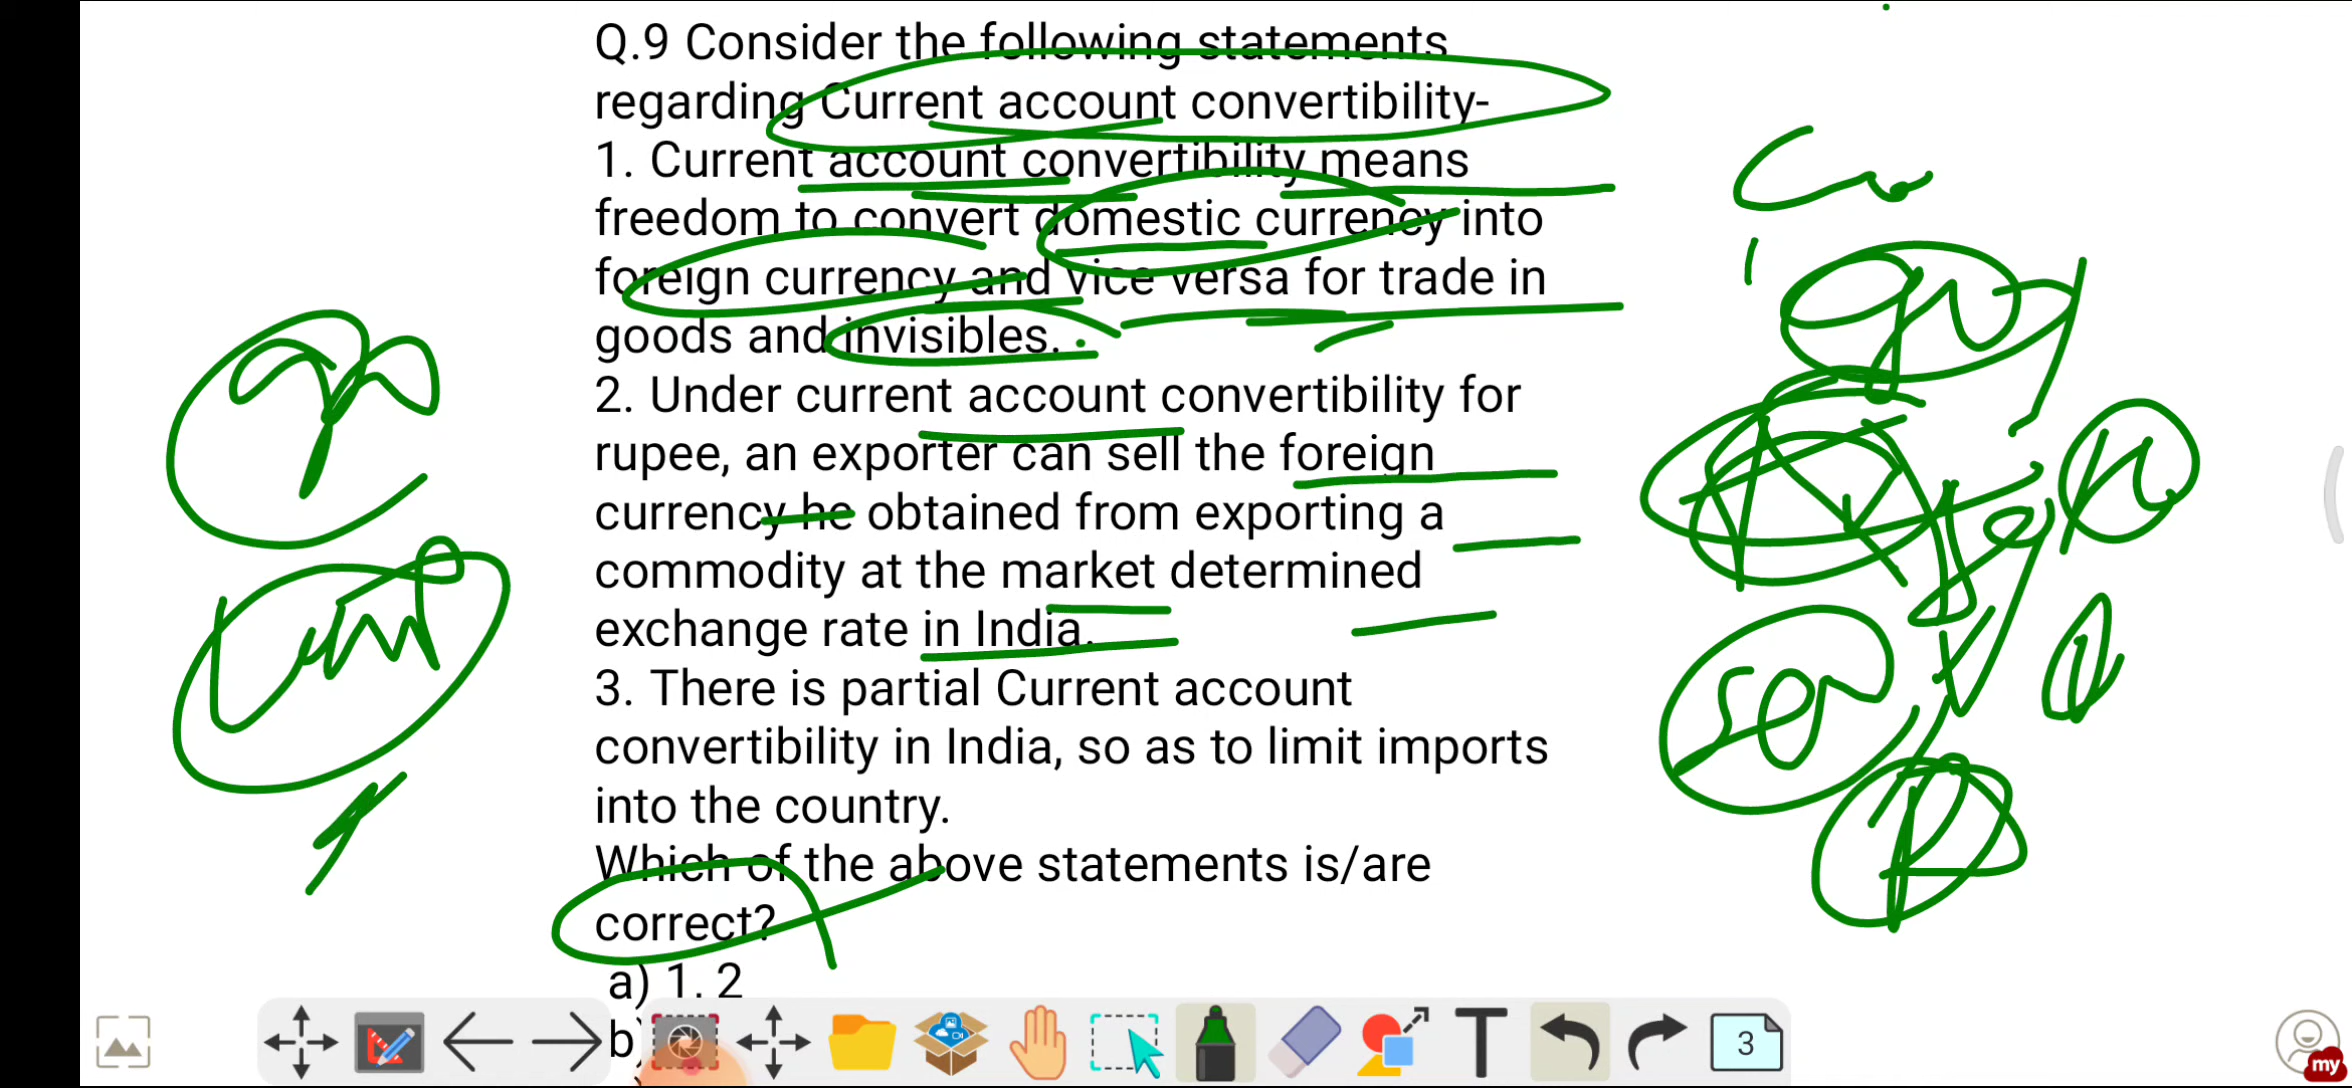 Q.9 Consider the following statements
regarding Current account convertibility-
1. Current account convertibility means
freedom to convert domestic currency into
foreign currency and vice versa for trade in
goods and invisibles.
2. Under current account convertibility for
rupee, an exporter can sell the foreign
currency he obtained from exporting a
commodity at the market determined
exchange rate in India.
3. There is partial Current account
convertibility in India, so as to limit imports
into the country.
Which of the above statements is/are
correct?
a) 1, 2
b)
T
3
my